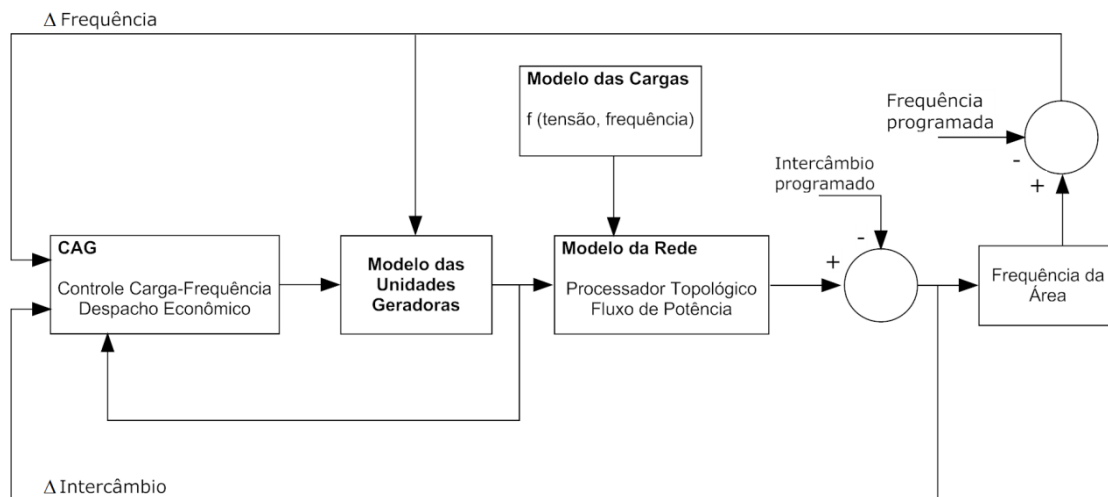 Δ Frequência
Modelo das Cargas
f (tensão, frequência)
Frequência
programada
-
+
Intercâmbio
programado
-
+
CAG
Controle Carga-Frequência
Despacho Econômico
Modelo das
Unidades
Geradoras
Modelo da Rede
Processador Topológico
Fluxo de Potência
Frequência da
Área
Δ Intercâmbio